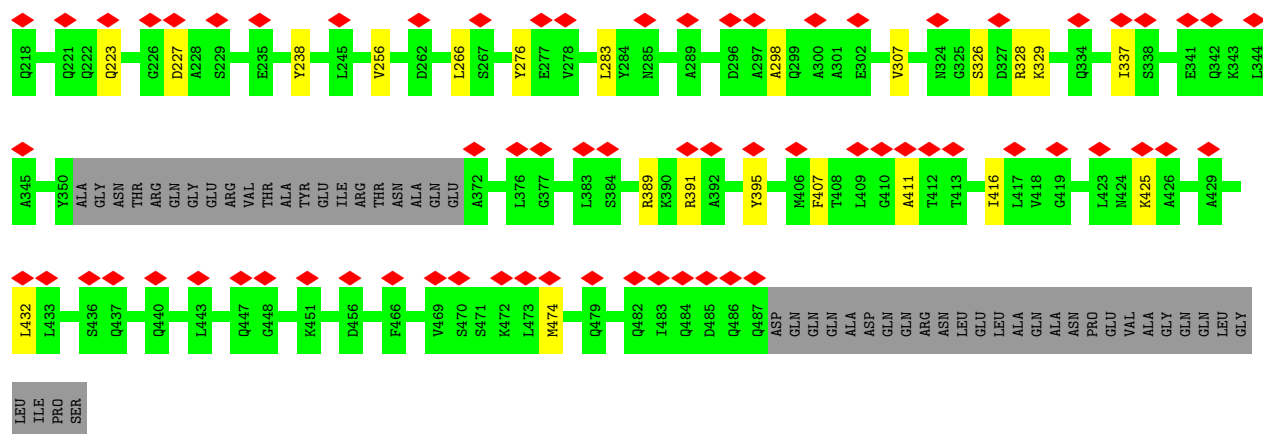 Q218 Q221 Q222 Q223 G226 D227 A228 S229 E235 Y238 L245 V256 D262 L266 S267 Y276 E277 V278 L283 Y284 N285 A289 D296 A297 A298 Q299 A300 A301 E302 V307 N324 G325 S326 D327 R328 K329 Q334 I337 S338 E341 Q342 K343 L344
A345 Y350 ALA GLY ASN THR ARG GLN GLY GLU ARG VAL THR ALA TYR GLU ILE ARG THR ASN ALA GLN GLU A372 L376 G377 L383 S384 R389 K390 R391 A392 Y395 M406 F407 T408 L409 G410 A411 T412 T413 I416 L417 V418 G419 L423 N424 K425 A426 A429
L432 L433 S436 Q437 Q440 L443 Q447 G448 K451 D456 F466 V469 S470 S471 K472 L473 M474 Q479 Q482 I483 Q484 D485 Q486 Q487 ASP GLN GLN GLN ALA ASP GLN GLN ARG ASN LEU GLU LEU ALA GLN ALA ASN PRO GLU VAL ALA GLY GLN GLN LEU GLY
LEU ILE PRO SER